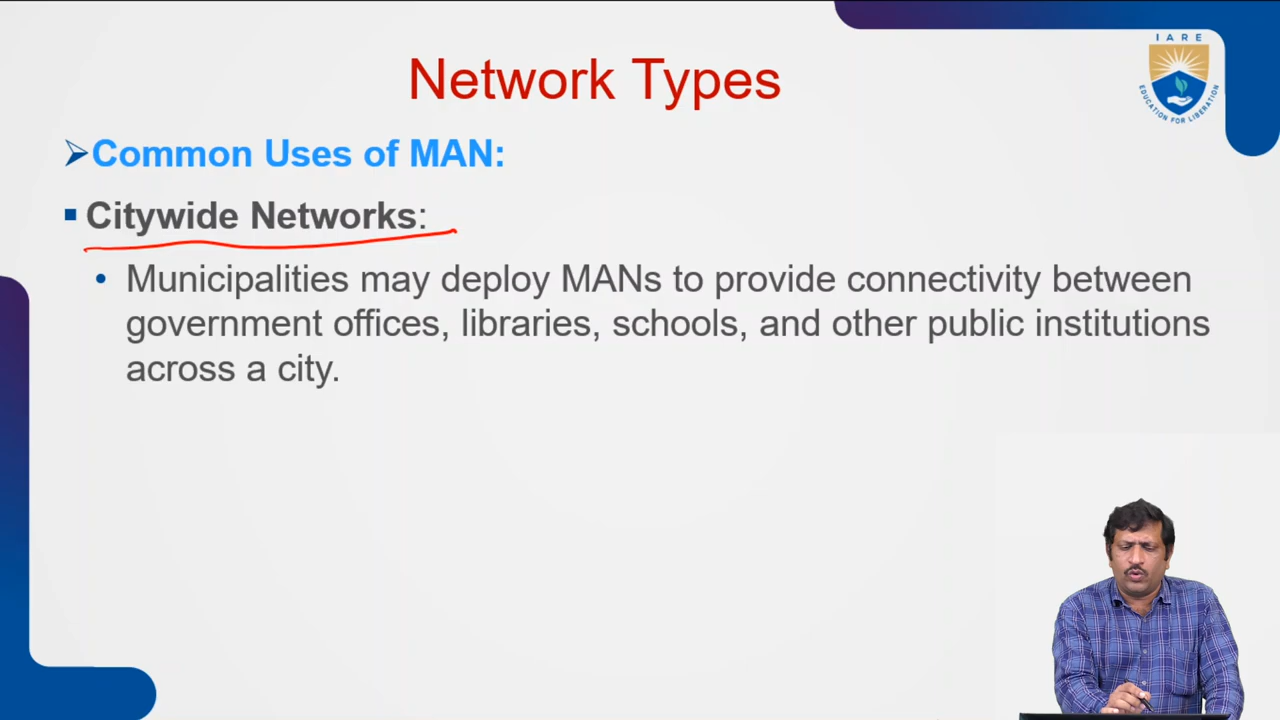 IARE
EDUCATION FOR LIBERATION
Network Types
Common Uses of MAN:
Citywide Networks:
Municipalities may deploy MANs to provide connectivity between
government offices, libraries, schools, and other public institutions
across a city.